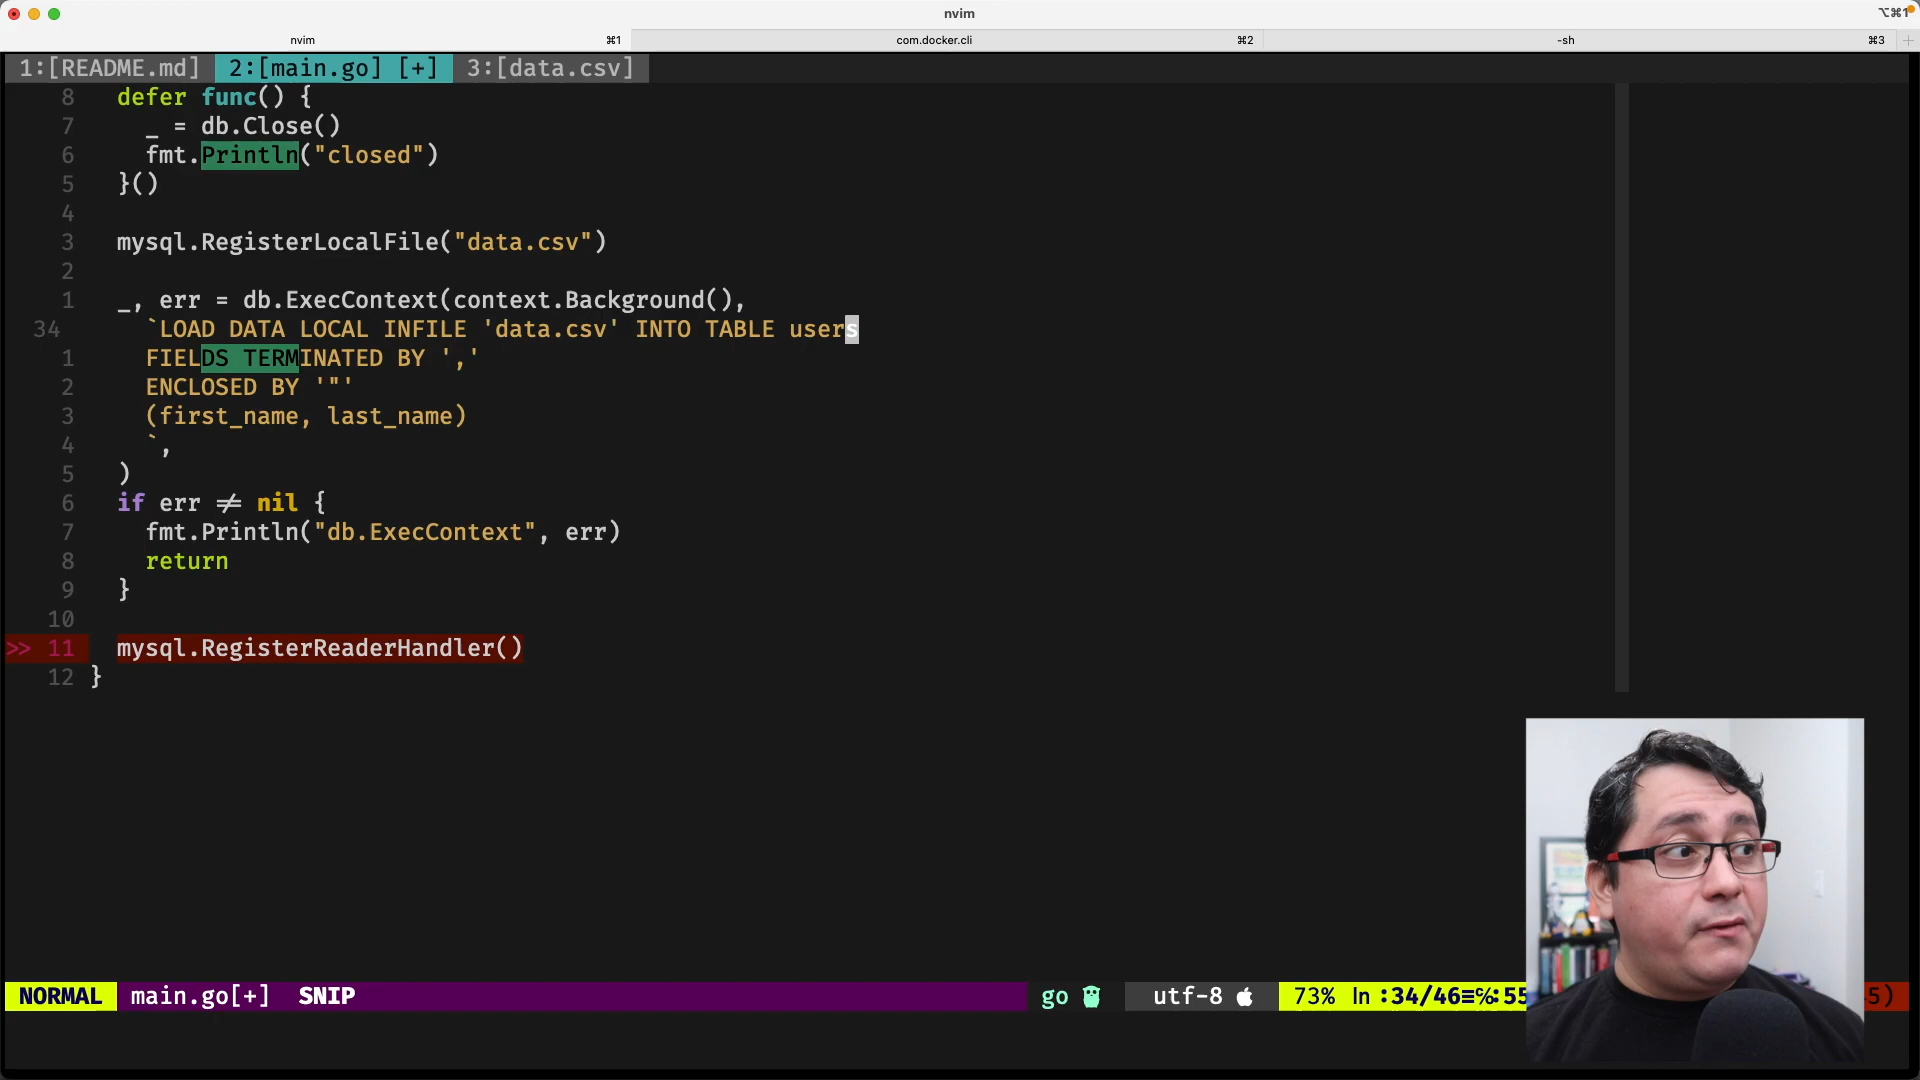 nvim
⌥⌘1
nvim ⌘1 com.docker.cli ⌘2 -sh ⌘3
1:[README.md] 2:[main.go] [+] 3:[data.csv]
8 defer func() {
7 _ = db.Close()
6 fmt.Println("closed")
5 }()
4
3 mysql.RegisterLocalFile("data.csv")
2
1 _, err = db.ExecContext(context.Background(),
34 `LOAD DATA LOCAL INFILE 'data.csv' INTO TABLE users
1 FIELDS TERMINATED BY ','
2 ENCLOSED BY '"'
3 (first_name, last_name)
4 `,
5 )
6 if err ≠ nil {
7 fmt.Println("db.ExecContext", err)
8 return
9 }
10
>> 11 mysql.RegisterReaderHandler()
12 }
NORMAL main.go[+] SNIP go utf-8 73% ln :34/46≡℅:55 5)